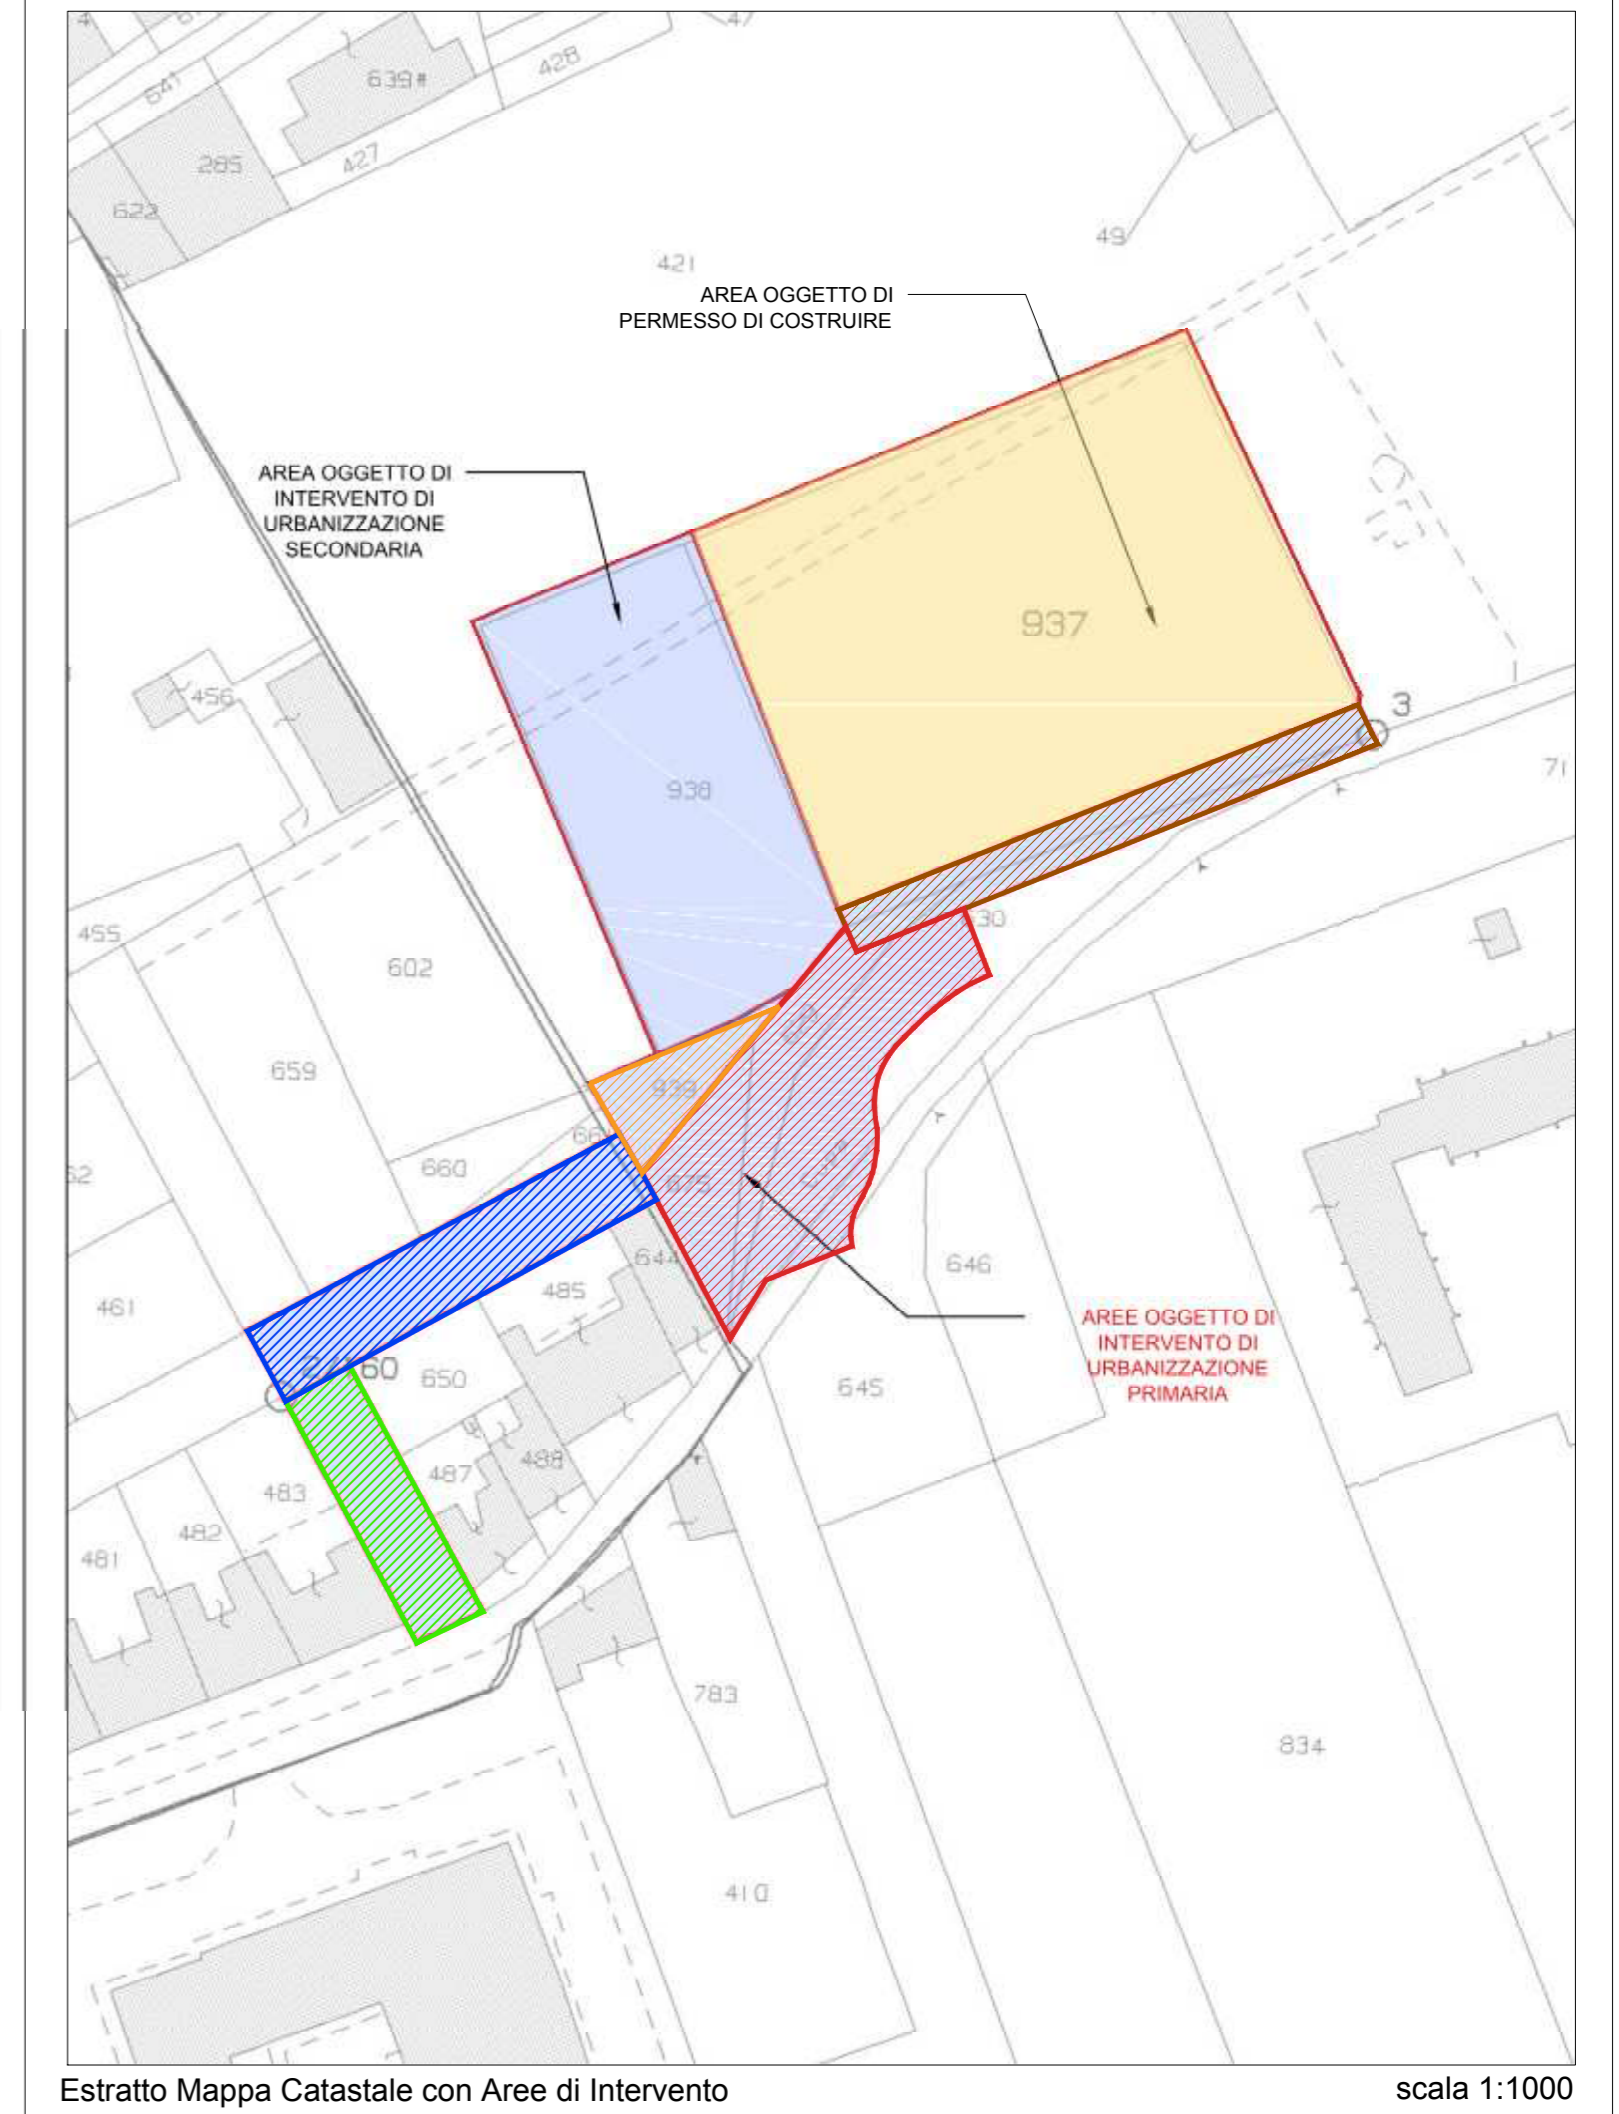 639#
428
427
285
622
641
421
49
AREA OGGETTO DI
PERMESSO DI COSTRUIRE
AREA OGGETTO DI
INTERVENTO DI
URBANIZZAZIONE
SECONDARIA
937
3
456
938
71
455
602
659
939
660
675
644
485
646
461
AREE OGGETTO DI
INTERVENTO DI
URBANIZZAZIONE
PRIMARIA
650
645
487
488
483
482
481
783
834
410
Estratto Mappa Catastale con Aree di Intervento
scala 1:1000